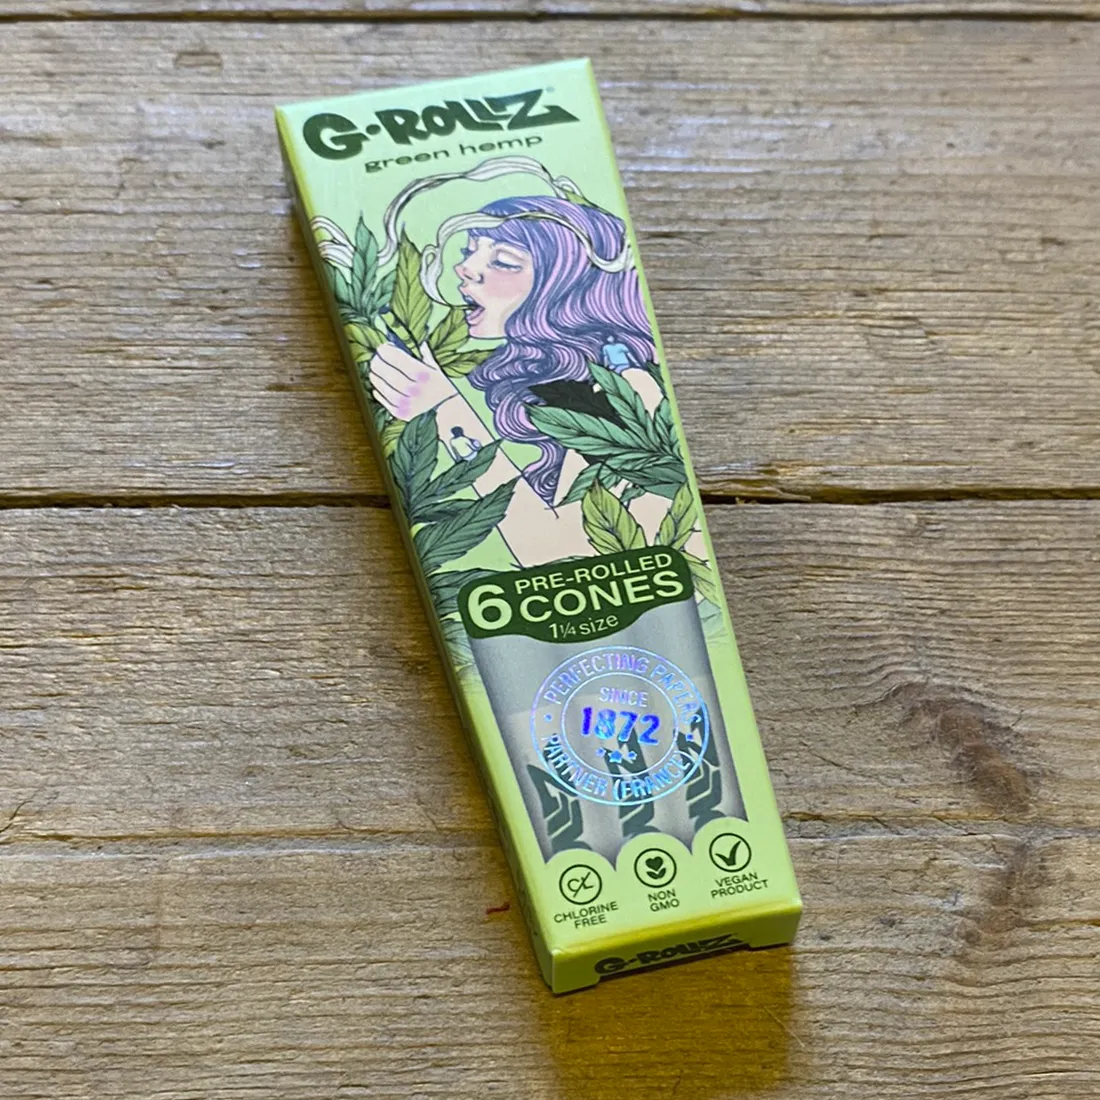 G-ROLLZ®
green hemp
6 PRE-ROLLED
CONES
1¼ size
PERFECTING PAPERS
SINCE
1872
PARTNER (FRANCE)
CHLORINE
FREE
NON
GMO
VEGAN
PRODUCT
G-ROLLZ